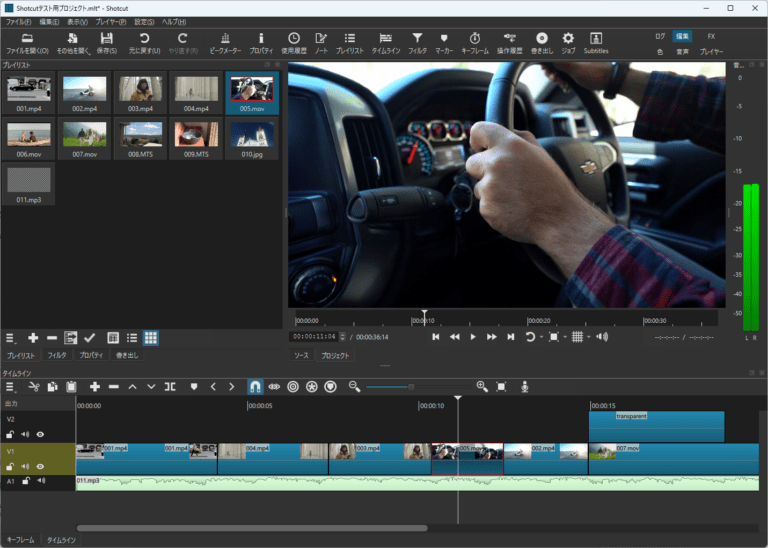 Shotcutテスト用プロジェクト.mlt* - Shotcut
ファイル(F) 編集(E) 表示(V) プレイヤー(P) 設定(S) ヘルプ(H)
ファイルを開く(O) その他を開く 保存(S) 元に戻す(U) やり直す(R) ピークメーター プロパティ 使用履歴 ノート プレイリスト タイムライン フィルタ マーカー キーフレーム 操作履歴 書き出し ジョブ Subtitles
ログ 編集 FX
色 音声 プレイヤー
プレイリスト
001.mp4 002.mp4 003.mp4 004.mp4 005.mov
006.mov 007.mov 008.MTS 009.MTS 010.jpg
011.mp3
音...
0
-5
-10
-15
-20
-25
-30
-35
-40
-45
-50
L R
00:00:00 00:00:10 00:00:20 00:00:30
00:00:11:04 / 00:00:36:14
--:--:--:-- / --:--:--:--
プレイリスト フィルタ プロパティ 書き出し
ソース プロジェクト
タイムライン
出力 00:00:00 00:00:05 00:00:10 00:00:15
V2 transparent
V1 001.mp4 001.mp4 004.mp4 003.mp4 005.mov 002.mp4 007.mov
A1 011.mp3
キーフレーム タイムライン